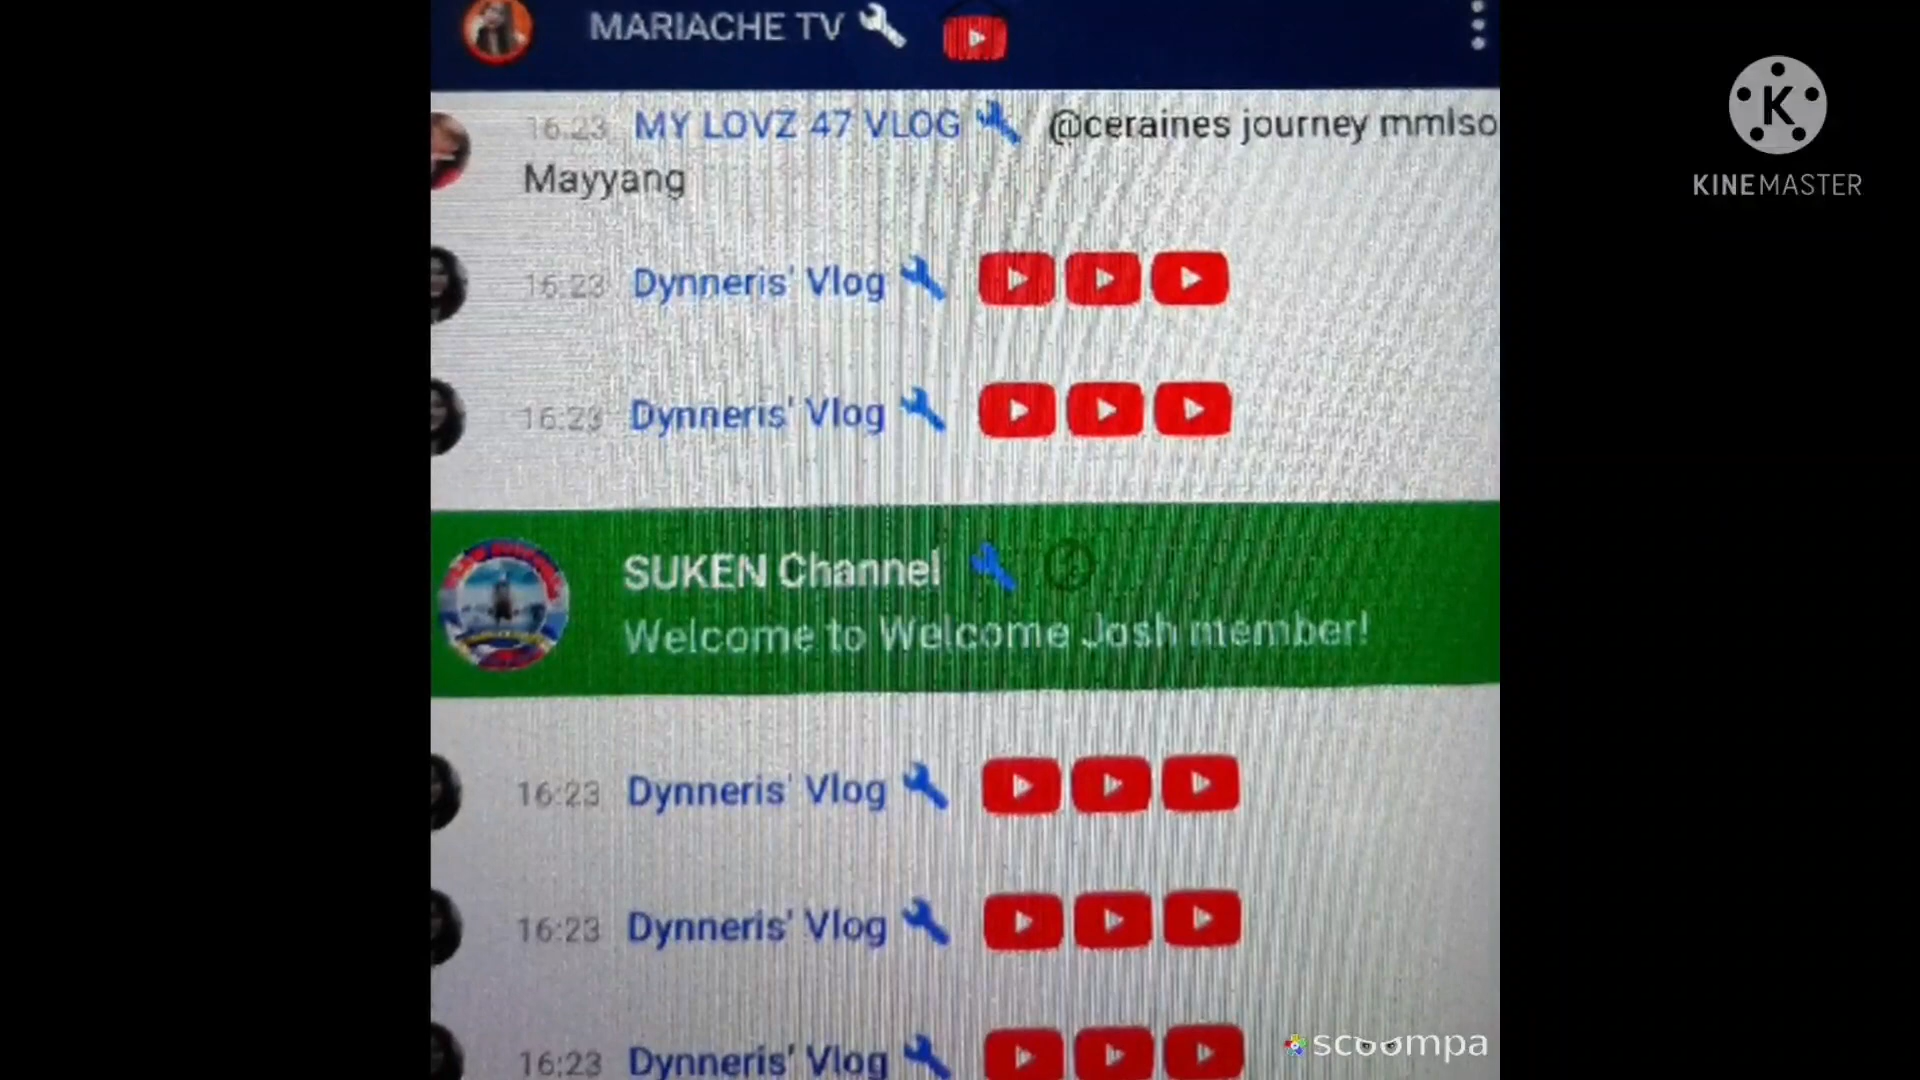 MARIACHE TV
16:23 MY LOVZ 47 VLOG @ceraines journey mmlso
Mayyang
16:23 Dynneris' Vlog
16:23 Dynneris' Vlog
SUKEN Channel
Welcome to Welcome Josh member!
16:23 Dynneris' Vlog
16:23 Dynneris' Vlog
16:23 Dynneris' Vlog
K
KINEMASTER
scoompa